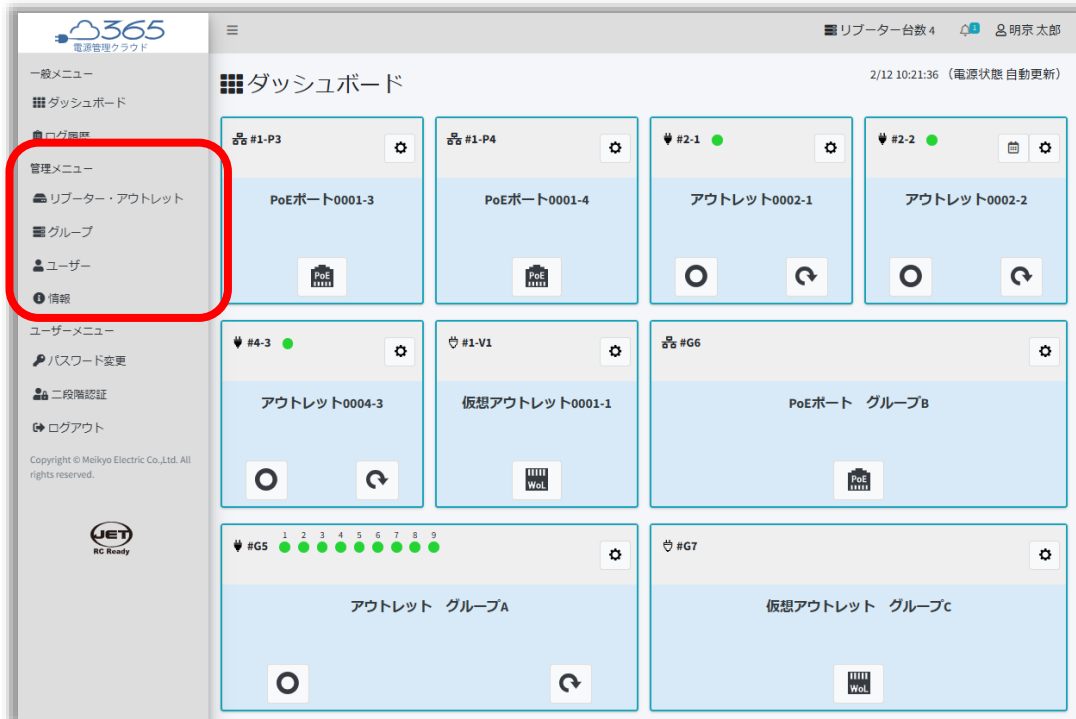 365
電源管理クラウド
リブーター台数 4
1
明京 太郎
一般メニュー
ダッシュボード
ログ履歴
管理メニュー
リブーター・アウトレット
グループ
ユーザー
情報
ユーザーメニュー
パスワード変更
二段階認証
ログアウト
Copyright © Meikyo Electric Co.,Ltd. All
rights reserved.
JET
RC Ready
ダッシュボード
2/12 10:21:36 (電源状態 自動更新)
#1-P3
PoEポート0001-3
PoE
#1-P4
PoEポート0001-4
PoE
#2-1
アウトレット0002-1
#2-2
アウトレット0002-2
#4-3
アウトレット0004-3
#1-V1
仮想アウトレット0001-1
WoL
#G6
PoEポート　グループB
PoE
#G5
1 2 3 4 5 6 7 8 9
アウトレット　グループA
#G7
仮想アウトレット　グループC
WoL